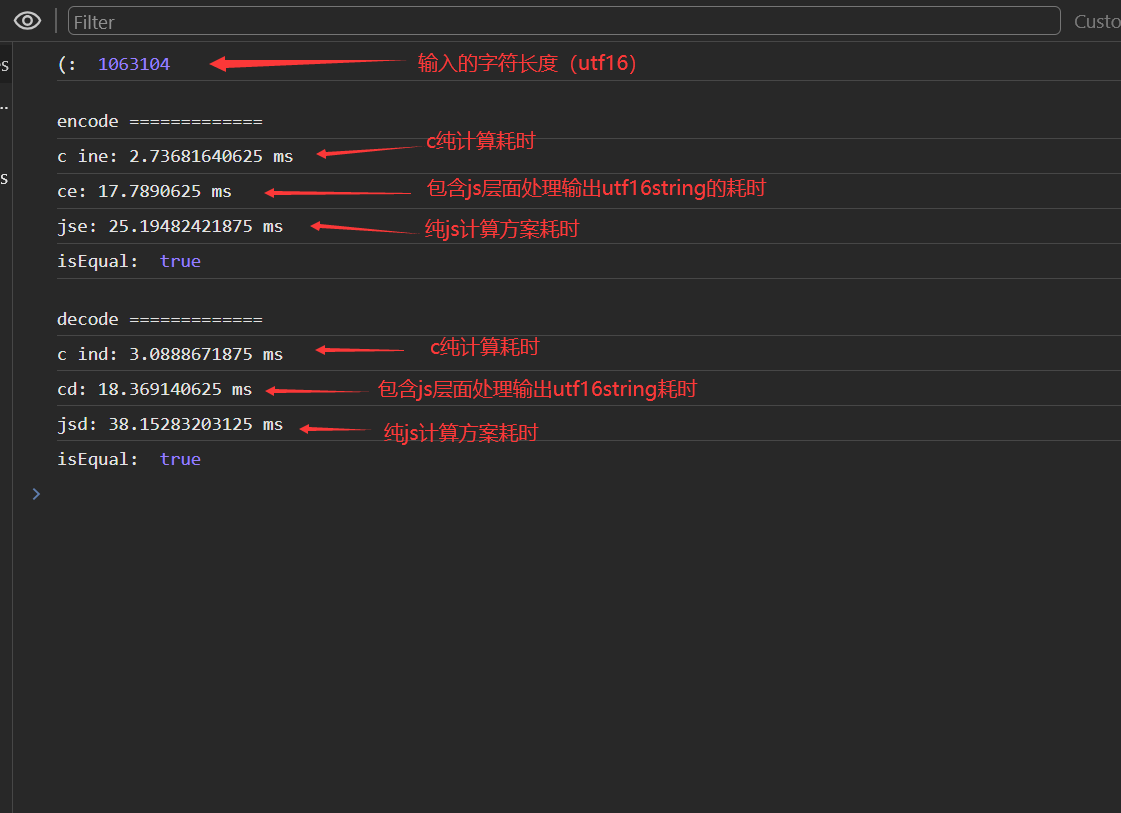 Filter
Custo
s
(: 1063104
输入的字符长度（utf16）
..
encode =============
c纯计算耗时
c ine: 2.73681640625 ms
s
ce: 17.7890625 ms
包含js层面处理输出utf16string的耗时
jse: 25.19482421875 ms
纯js计算方案耗时
isEqual: true
decode =============
c ind: 3.0888671875 ms
c纯计算耗时
cd: 18.369140625 ms
包含js层面处理输出utf16string耗时
jsd: 38.15283203125 ms
纯js计算方案耗时
isEqual: true